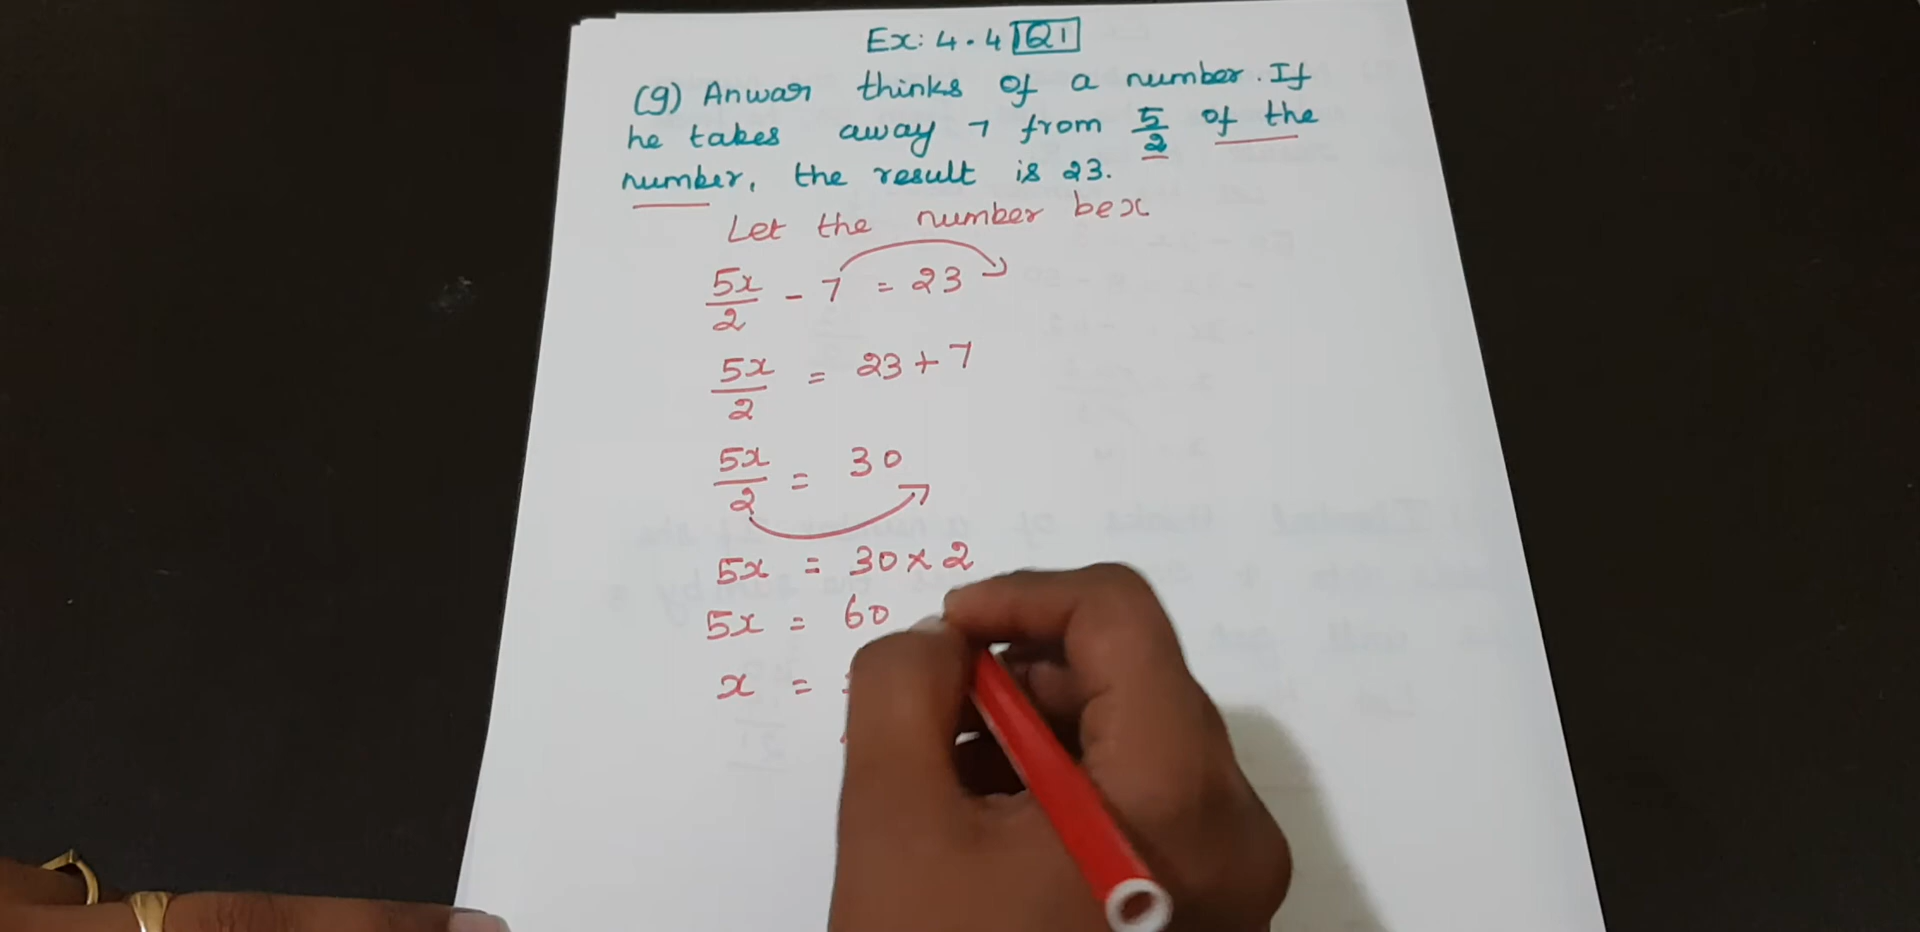 Ex: 4.4 Q1
(g) Anwar thinks of a number. If
he takes away 7 from 5/2 of the
number, the result is 23.
Let the number be x
5x/2 - 7 = 23
5x/2 = 23 + 7
5x/2 = 30
5x = 30 × 2
5x = 60
x =